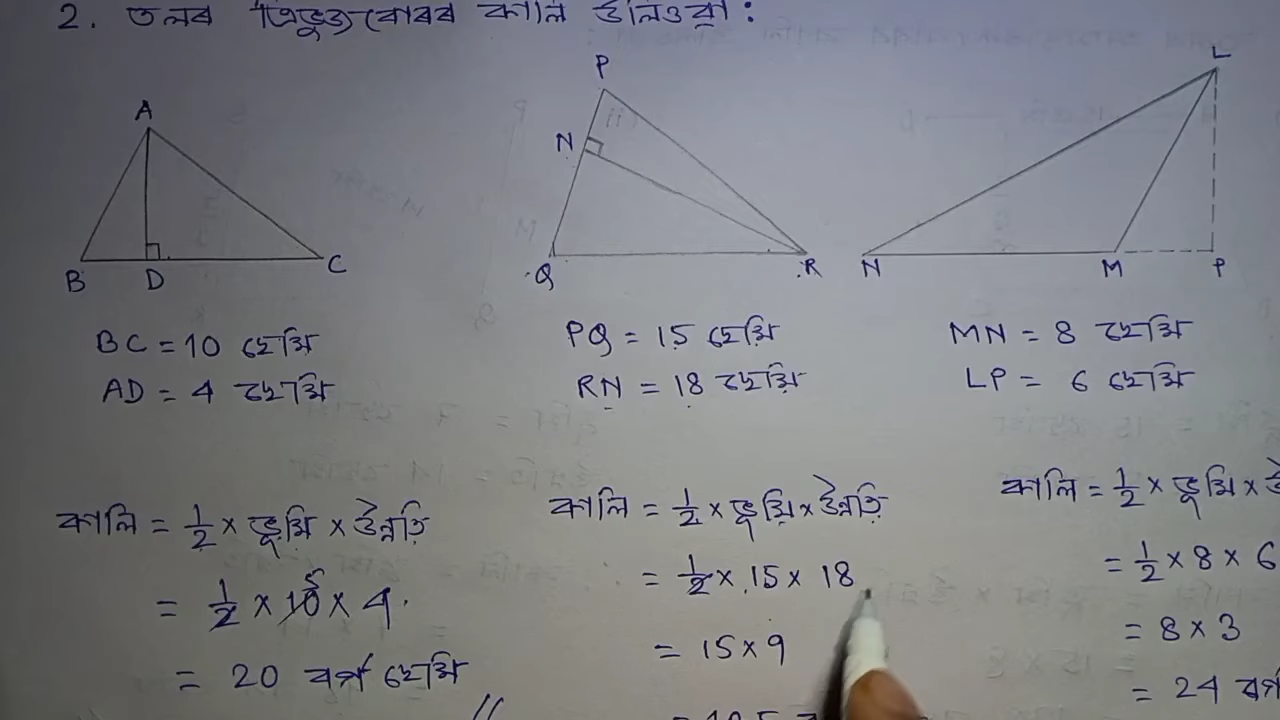 2. তলৰ ত্ৰিভুজবোৰৰ কালি উলিওৱা :
A
B
D
C
P
N
Q
R
L
N
M
P
BC = 10 ছেমি
AD = 4 ছেমি
PQ = 15 ছেমি
RN = 18 ছেমি
MN = 8 ছেমি
LP = 6 ছেমি
কালি = 1/2 × ভূমি × উন্নতি
= 1/2 × 10 5 × 4
= 20 বৰ্গ ছেমি
কালি = 1/2 × ভূমি × উন্নতি
= 1/2 × 15 × 18
= 15 × 9
কালি = 1/2 × ভূমি ×
= 1/2 × 8 × 6
= 8 × 3
= 24 বৰ্গ